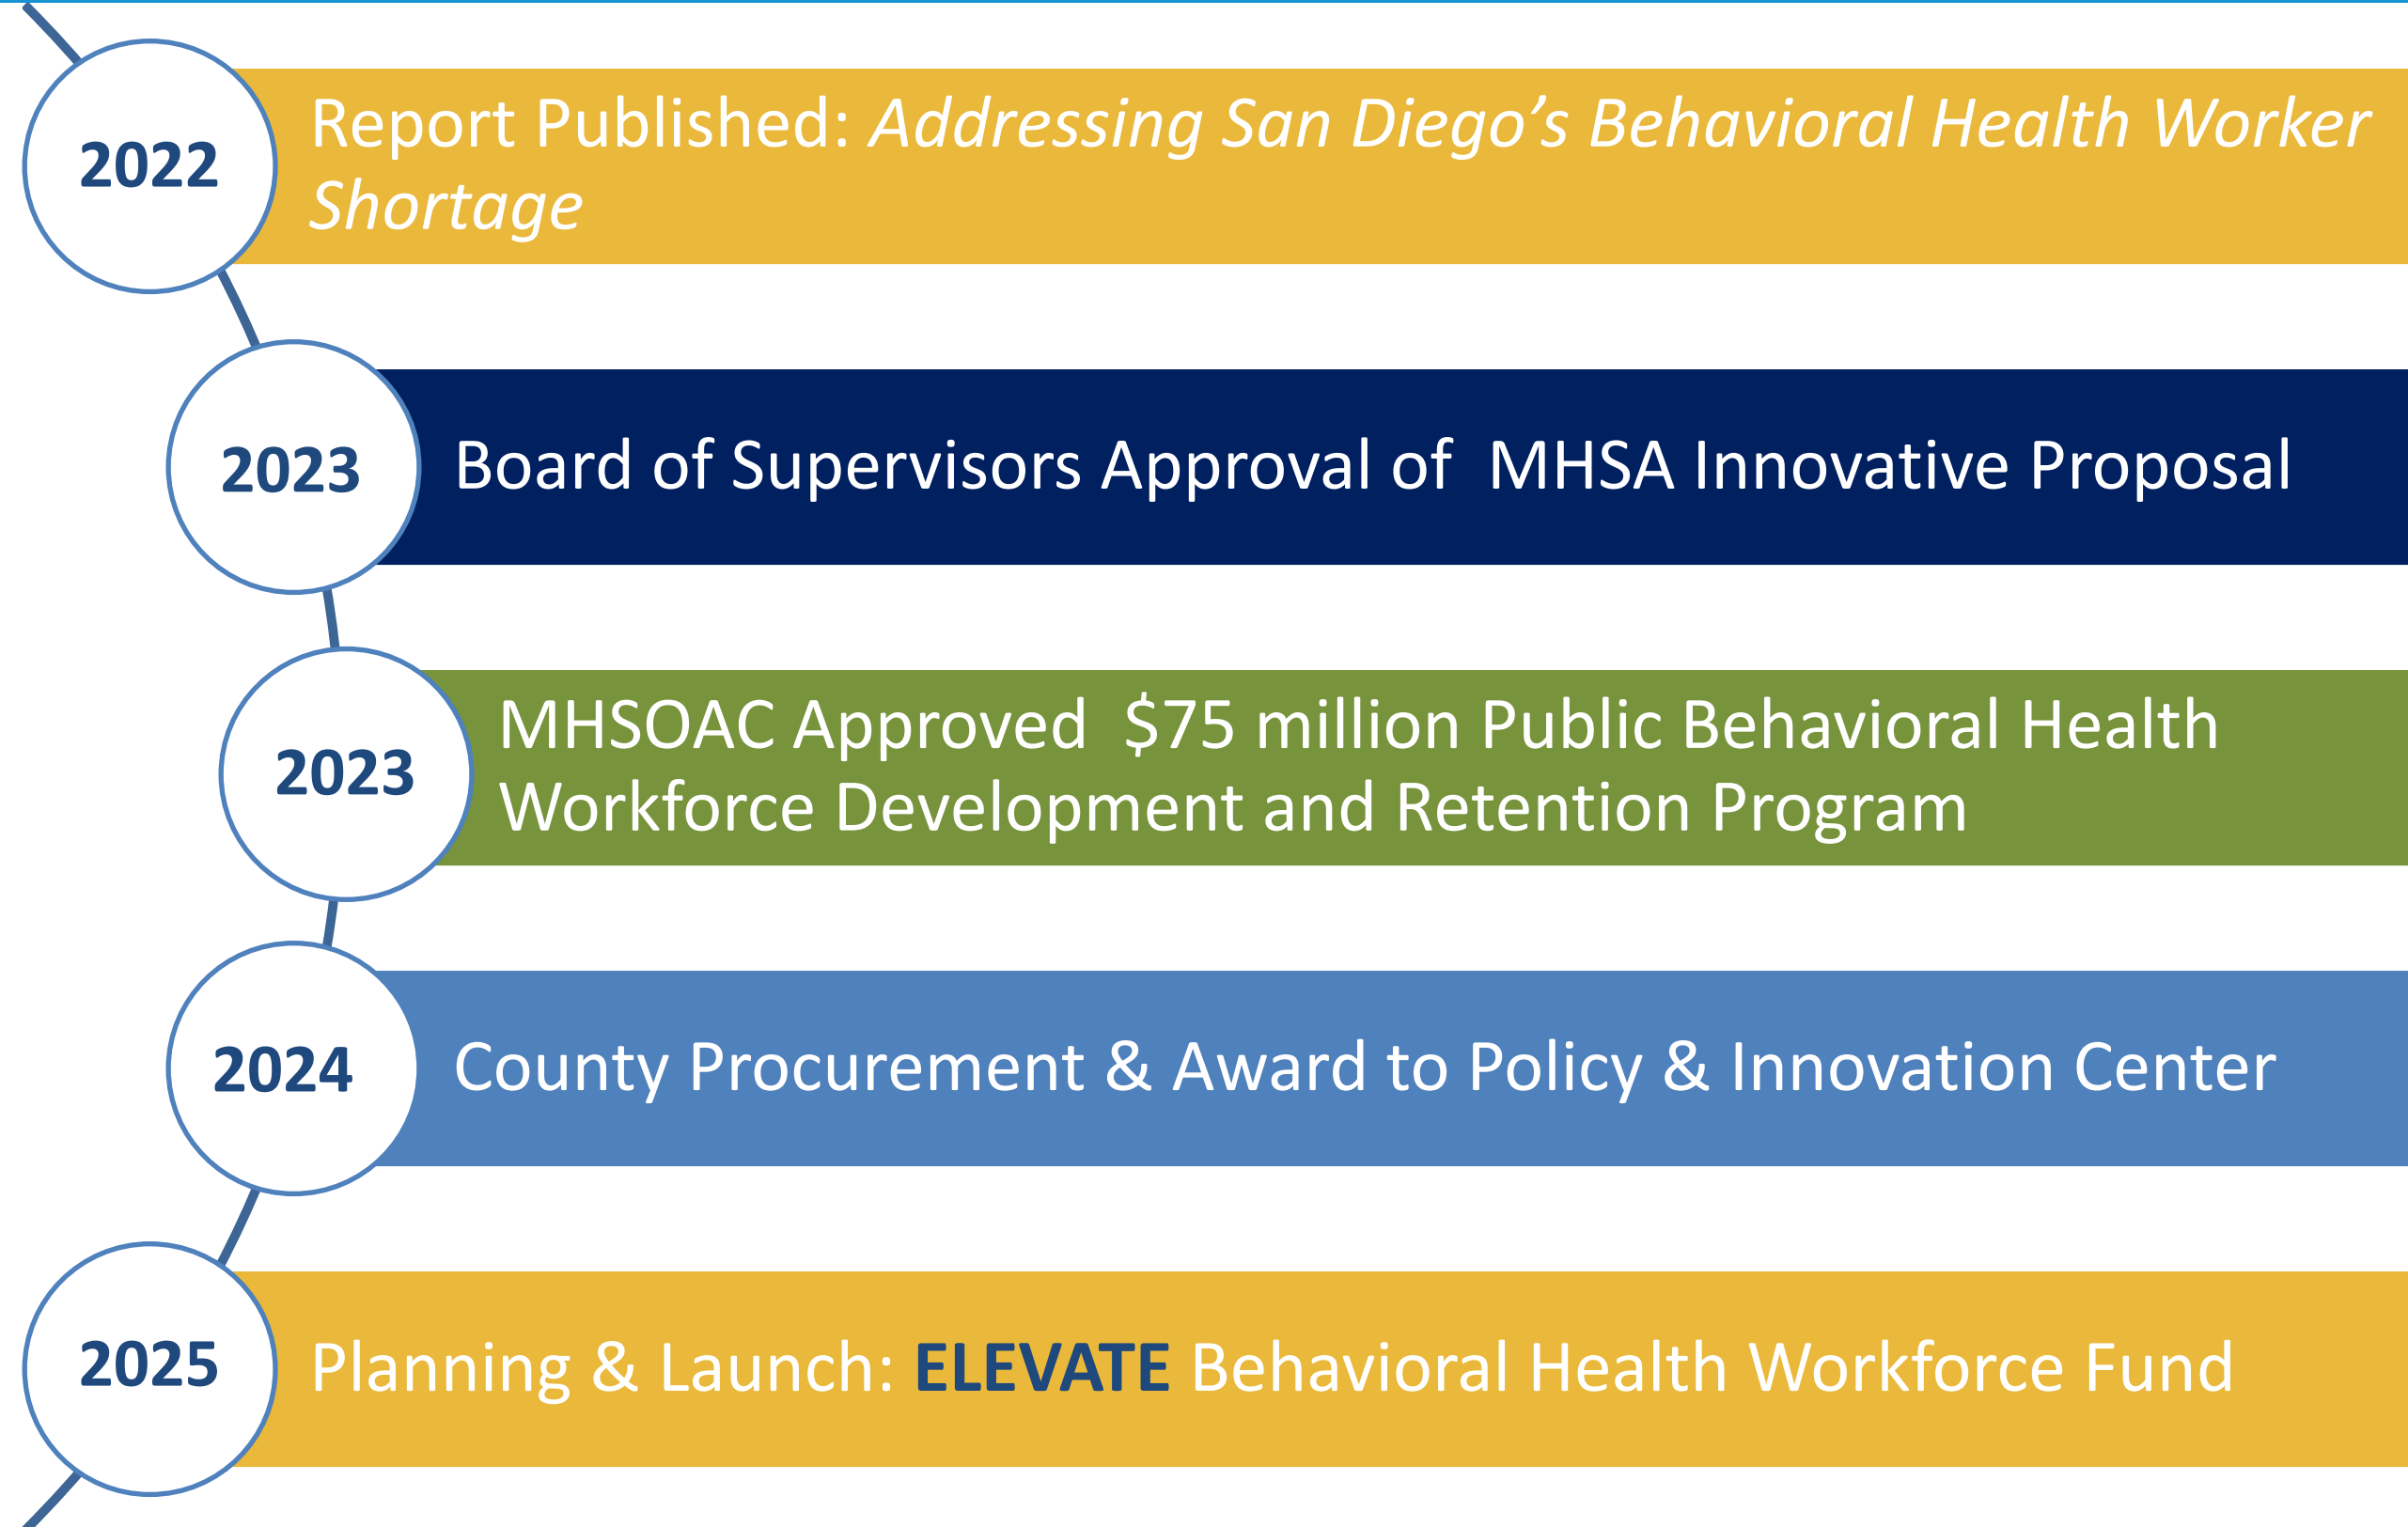 2022
Report Published: Addressing San Diego’s Behavioral Health Worker
Shortage
2023
Board of Supervisors Approval of MHSA Innovative Proposal
2023
MHSOAC Approved $75 million Public Behavioral Health
Workforce Development and Retention Program
2024
County Procurement & Award to Policy & Innovation Center
2025
Planning & Launch: ELEVATE Behavioral Health Workforce Fund